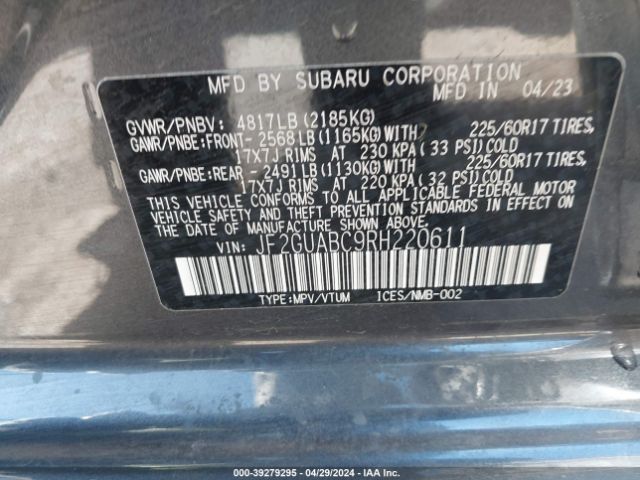 MFD BY SUBARU CORPORATION
MFD IN 04/23
GVWR/PNBV: 4817LB (2185KG)
GAWR/PNBE:FRONT-2568LB(1165KG)WITH 225/60R17 TIRES,
17X7J RIMS AT 230 KPA (33 PSI) COLD
GAWR/PNBE:REAR -2491LB(1130KG)WITH 225/60R17 TIRES,
17X7J RIMS AT 220 KPA (32 PSI) COLD
THIS VEHICLE CONFORMS TO ALL APPLICABLE FEDERAL MOTOR
VEHICLE SAFETY AND THEFT PREVENTION STANDARDS IN EFFECT ON
THE DATE OF MANUFACTURE SHOWN ABOVE.
VIN: JF2GUABC9RH220611
TYPE:MPV/VTUM ICES/NMB-002
000-39279295 - 04/29/2024 - IAA Inc.